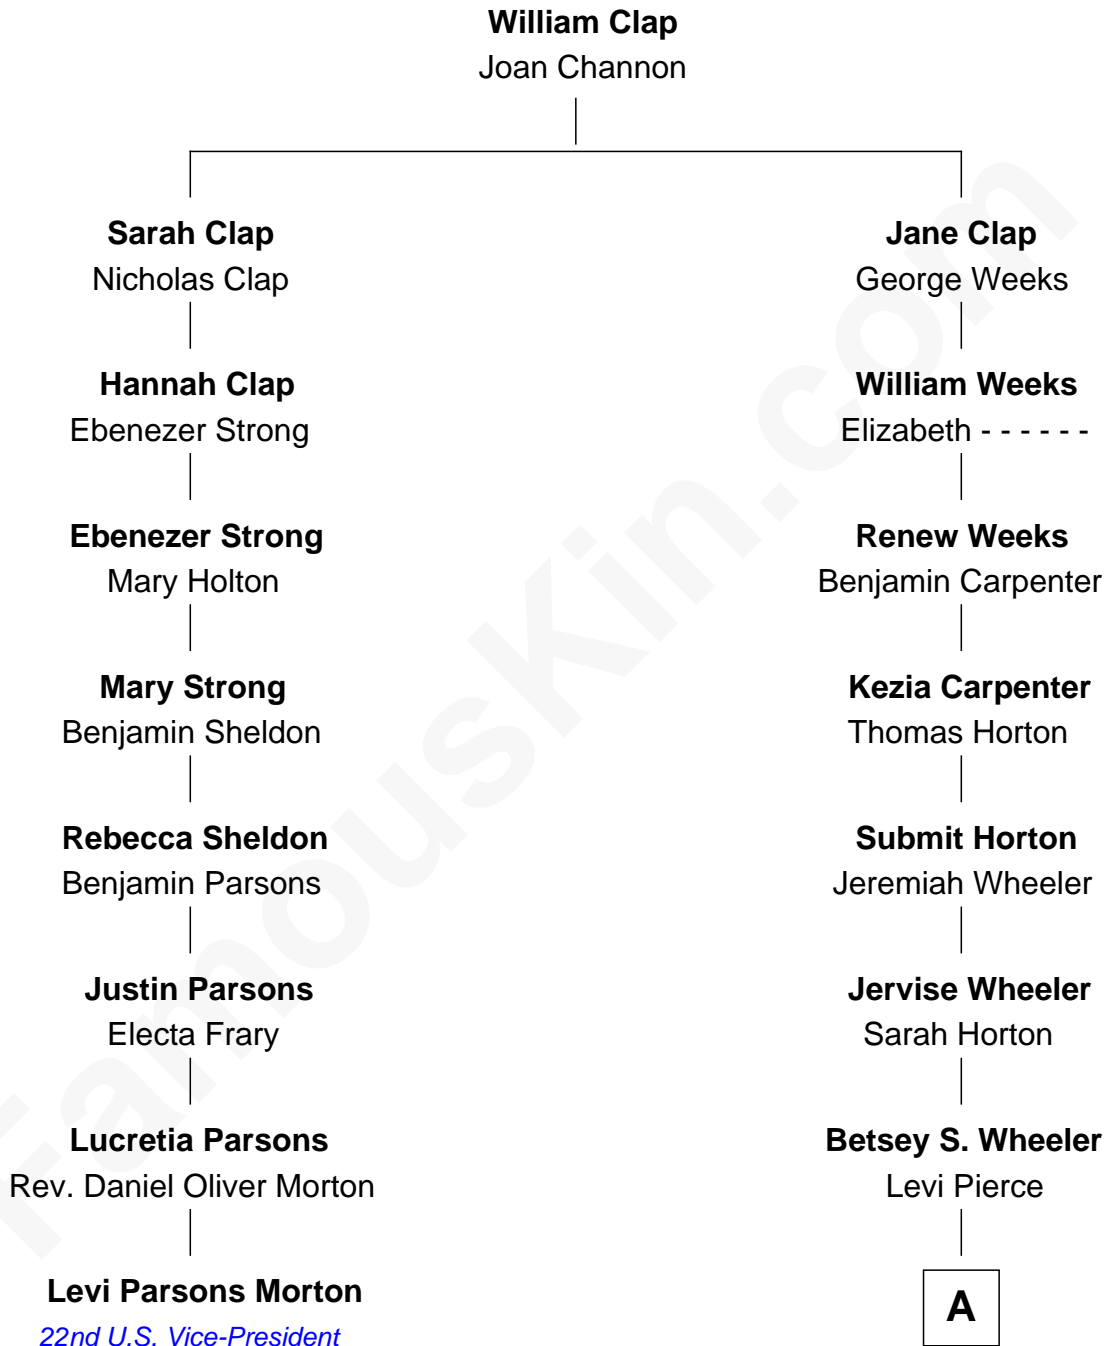 William Clap
Joan Channon
Sarah Clap
Nicholas Clap
Jane Clap
George Weeks
Hannah Clap
Ebenezer Strong
William Weeks
Elizabeth - - - - - -
Ebenezer Strong
Mary Holton
Renew Weeks
Benjamin Carpenter
Mary Strong
Benjamin Sheldon
Kezia Carpenter
Thomas Horton
Rebecca Sheldon
Benjamin Parsons
Submit Horton
Jeremiah Wheeler
Justin Parsons
Electa Frary
Jervise Wheeler
Sarah Horton
Lucretia Parsons
Rev. Daniel Oliver Morton
Betsey S. Wheeler
Levi Pierce
Levi Parsons Morton
22nd U.S. Vice-President
A
FamousKin.com